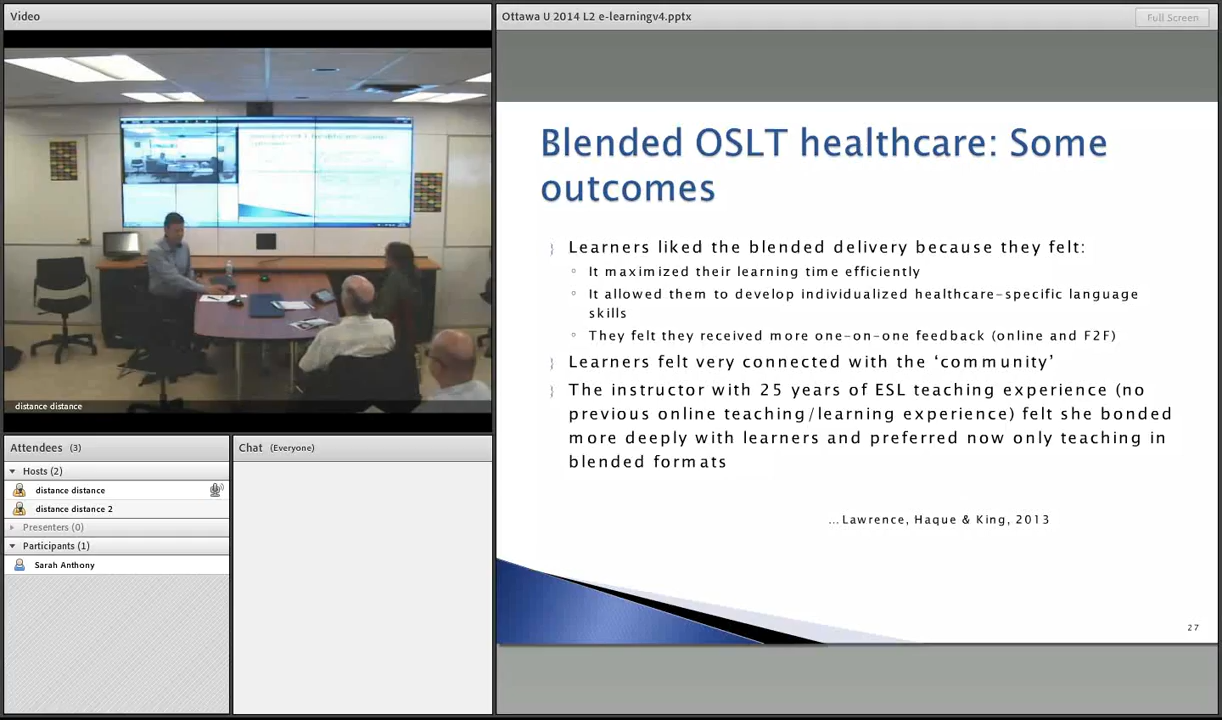 Video
distance distance
Attendees (3)
Hosts (2)
distance distance
distance distance 2
Presenters (0)
Participants (1)
Sarah Anthony
Chat (Everyone)
Ottawa U 2014 L2 e-learningv4.pptx
Full Screen
Blended OSLT healthcare: Some
outcomes
Learners liked the blended delivery because they felt:
It maximized their learning time efficiently
It allowed them to develop individualized healthcare-specific language
skills
They felt they received more one-on-one feedback (online and F2F)
Learners felt very connected with the ‘community’
The instructor with 25 years of ESL teaching experience (no
previous online teaching/learning experience) felt she bonded
more deeply with learners and preferred now only teaching in
blended formats
...Lawrence, Haque & King, 2013
27